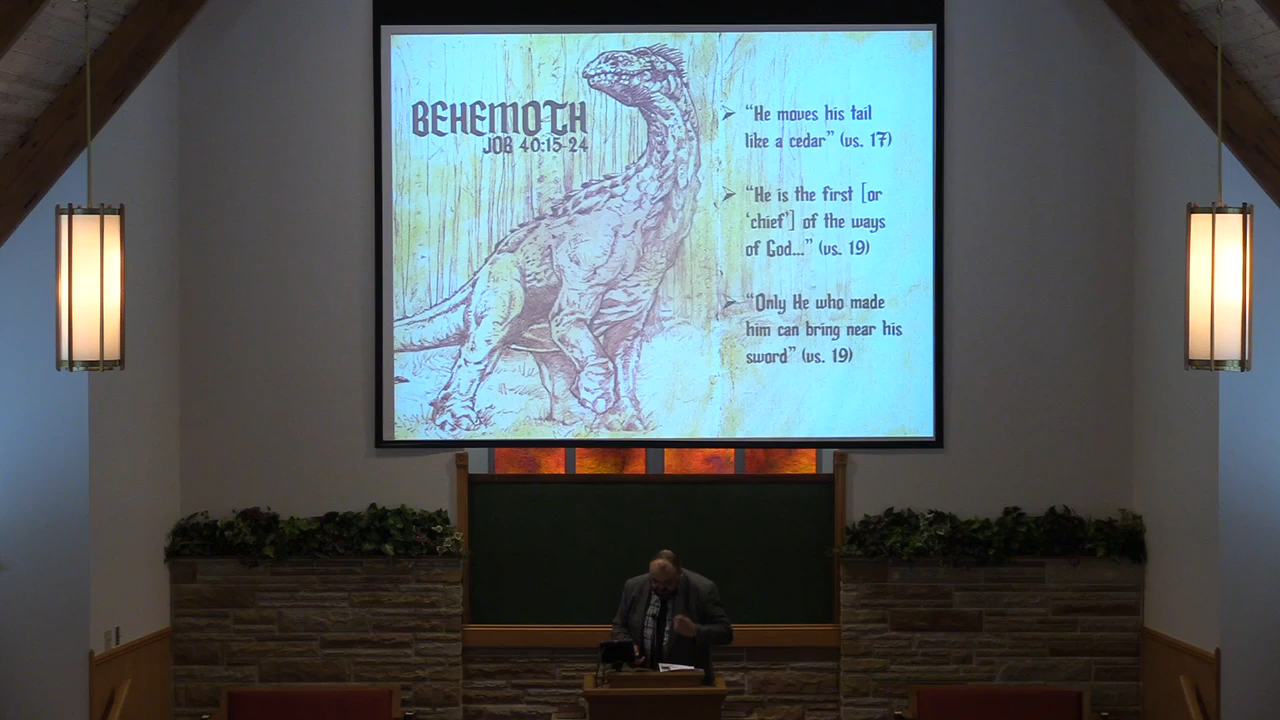 BEHEMOTH
JOB 40:15-24
➢ “He moves his tail
like a cedar” (vs. 17)
➢ “He is the first [or
‘chief’] of the ways
of God...” (vs. 19)
➢ “Only He who made
him can bring near his
sword” (vs. 19)